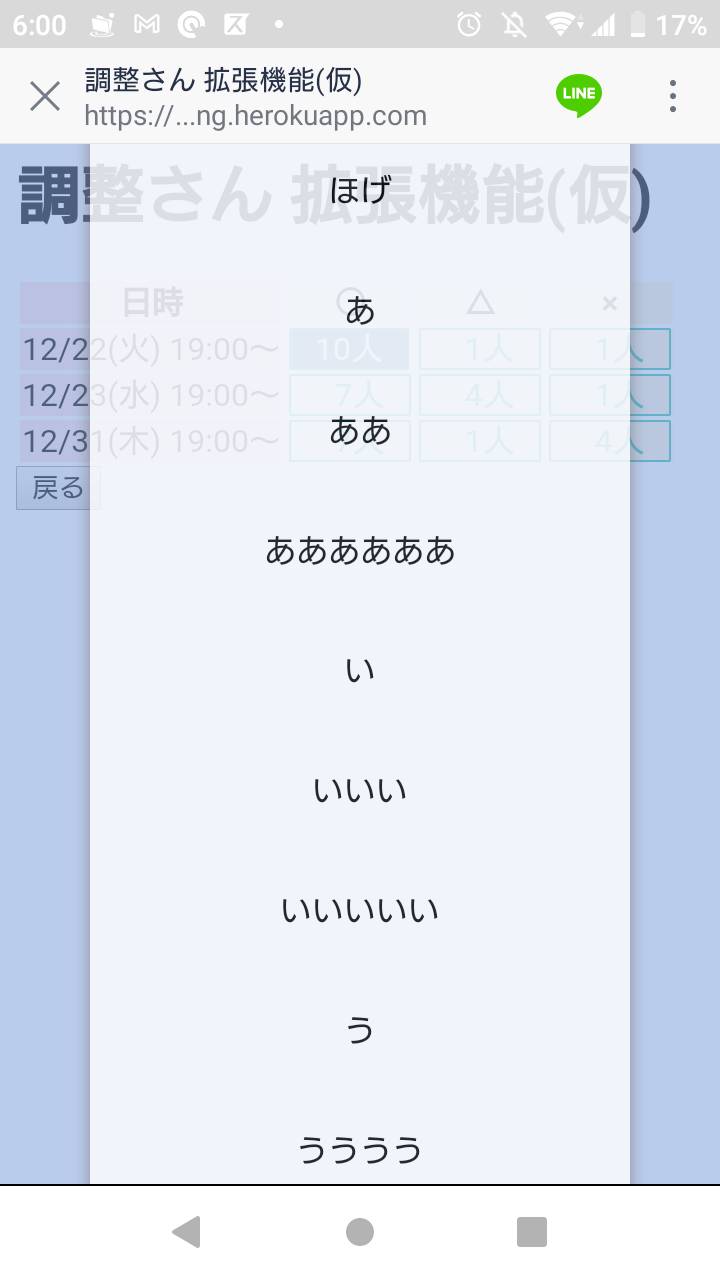 6:00 17%
調整さん 拡張機能(仮)
https://...ng.herokuapp.com
LINE
調整さん 拡張機能(仮)
ほげ
日時 ◯ △ ×
あ
12/22(火) 19:00〜 10人 1人 1人
12/23(水) 19:00〜 7人 4人 1人
ああ
12/31(木) 19:00〜 1人 4人
戻る
ああああああ
い
いいい
いいいいい
う
うううう